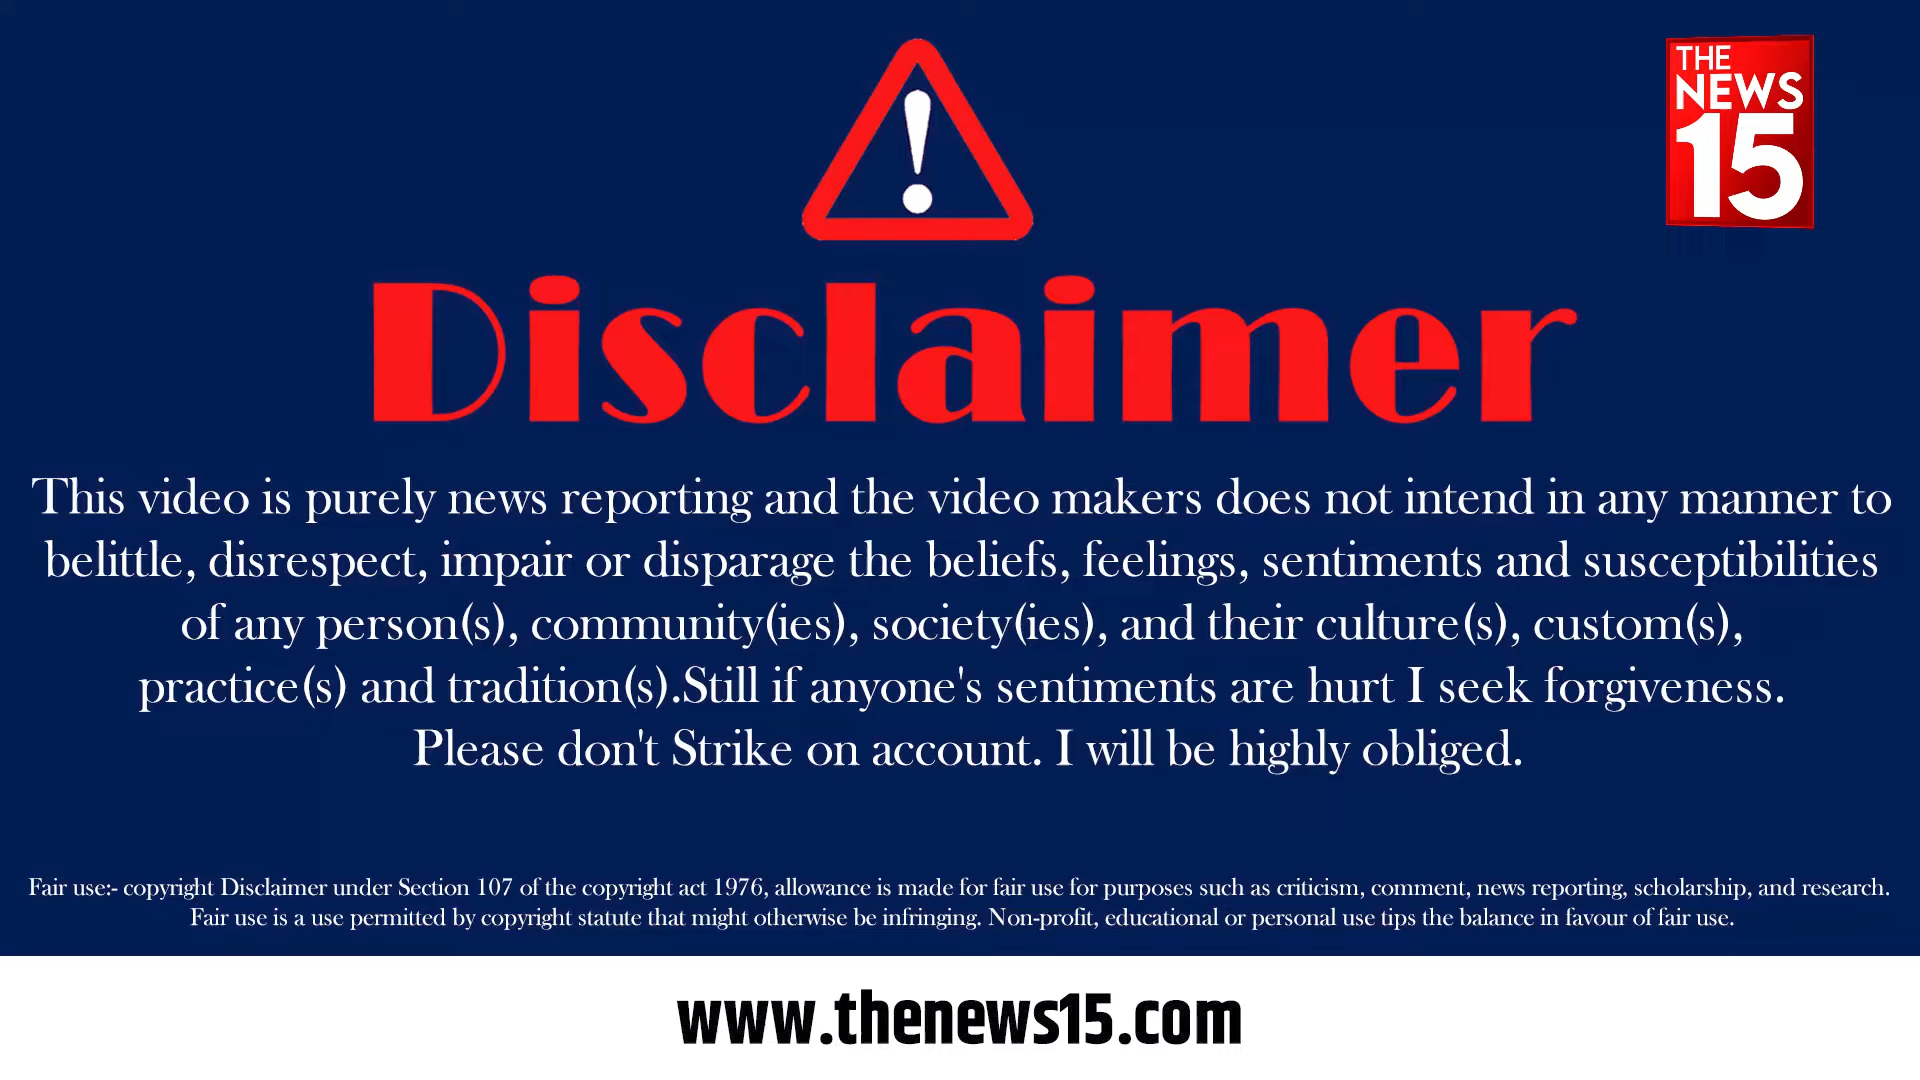 THE
NEWS
15
Disclaimer
This video is purely news reporting and the video makers does not intend in any manner to
belittle, disrespect, impair or disparage the beliefs, feelings, sentiments and susceptibilities
of any person(s), community(ies), society(ies), and their culture(s), custom(s),
practice(s) and tradition(s).Still if anyone's sentiments are hurt I seek forgiveness.
Please don't Strike on account. I will be highly obliged.
Fair use:- copyright Disclaimer under Section 107 of the copyright act 1976, allowance is made for fair use for purposes such as criticism, comment, news reporting, scholarship, and research.
Fair use is a use permitted by copyright statute that might otherwise be infringing. Non-profit, educational or personal use tips the balance in favour of fair use.
www.thenews15.com